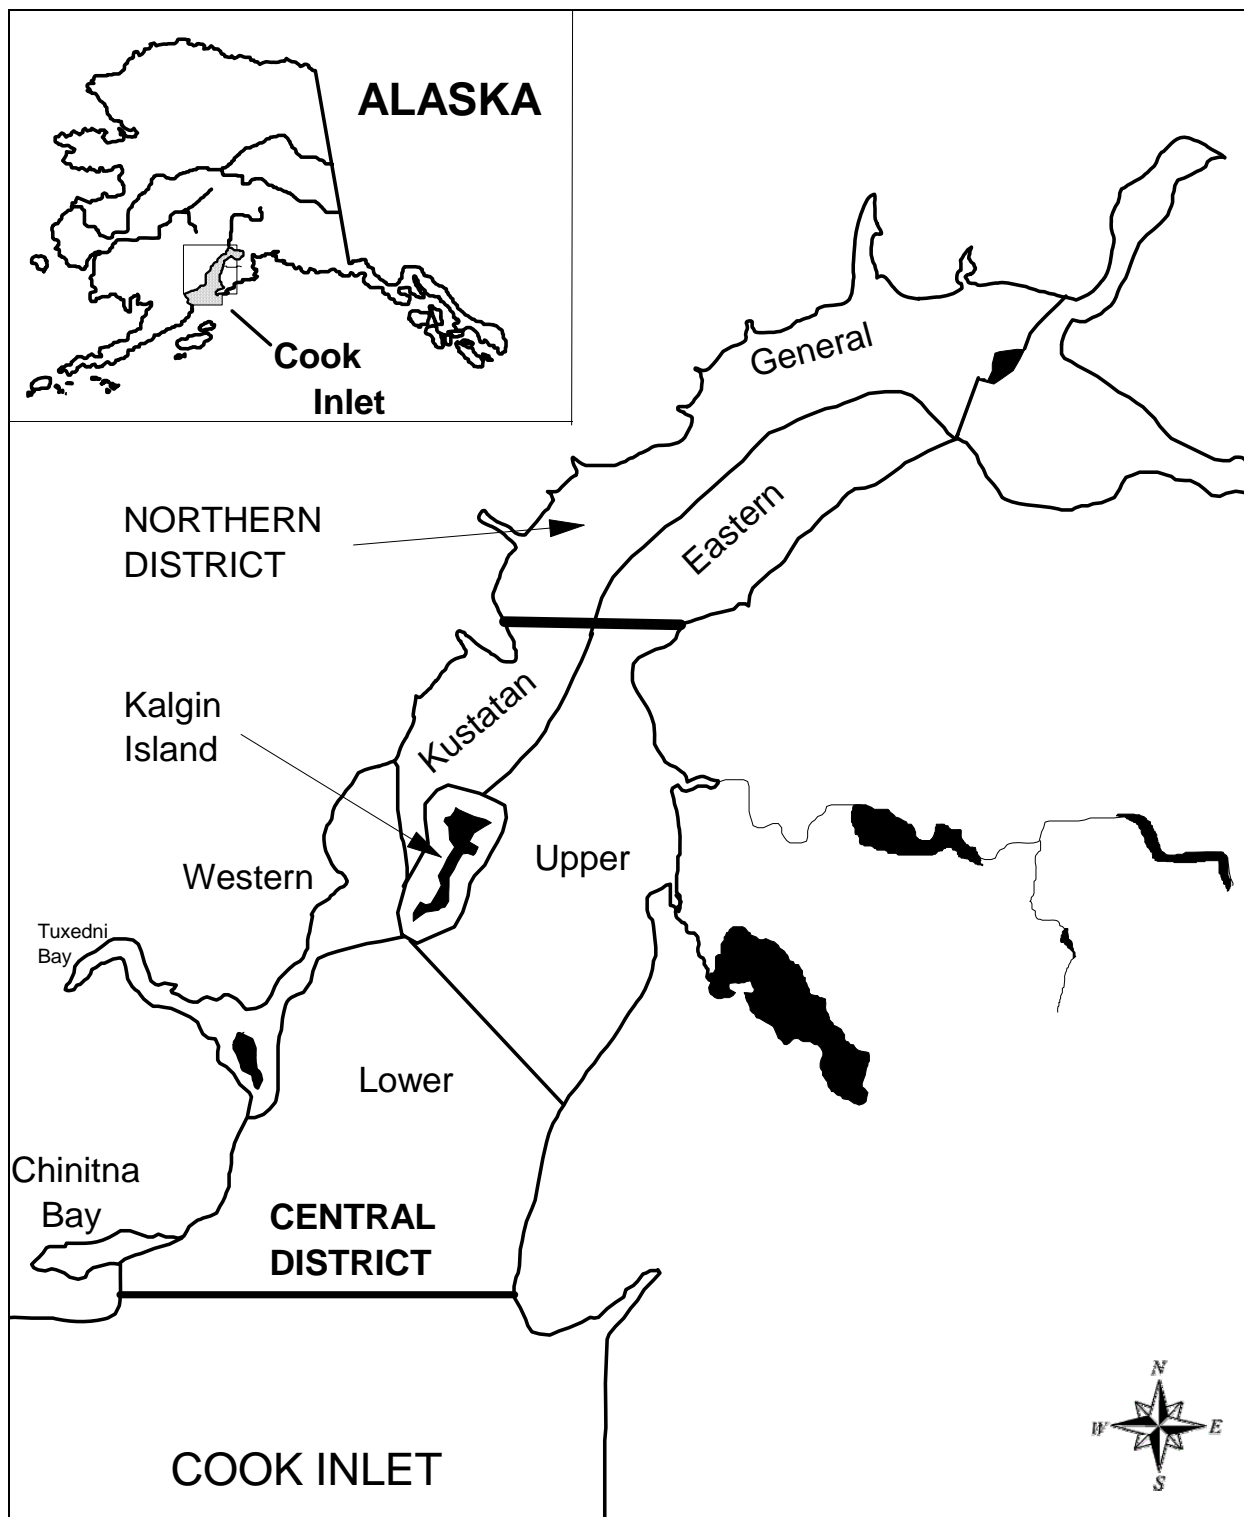 ALASKA
Cook
Inlet
General
NORTHERN
DISTRICT
Eastern
Kustatan
Kalgin
Island
Upper
Western
Tuxedni
Bay
Lower
Chinitna
Bay
CENTRAL
DISTRICT
COOK INLET
N
W
E
S